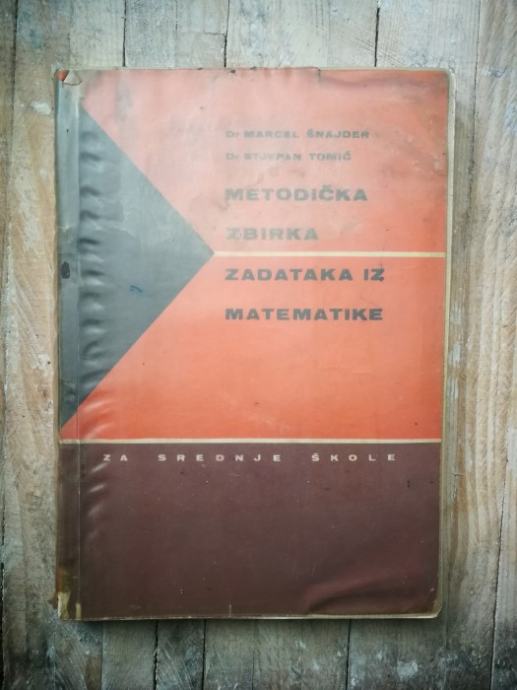 Dr MARCEL ŠNAJDER
Dr STJEPAN TOMIĆ
METODIČKA
ZBIRKA
ZADATAKA IZ
MATEMATIKE
ZA SREDNJE ŠKOLE